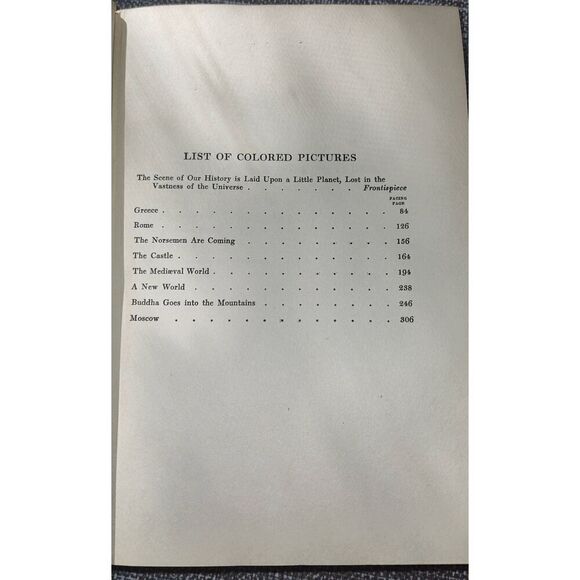 LIST OF COLORED PICTURES
The Scene of Our History is Laid Upon a Little Planet, Lost in the
Vastness of the Universe . . . . . . Frontispiece
FACING
PAGE
Greece . . . . . . . . . . . . . 84
Rome . . . . . . . . . . . . . 126
The Norsemen Are Coming . . . . . . . . . 156
The Castle . . . . . . . . . . . . 164
The Mediæval World . . . . . . . . . . 194
A New World . . . . . . . . . . . 238
Buddha Goes into the Mountains . . . . . . . . 246
Moscow . . . . . . . . . . . . . 306